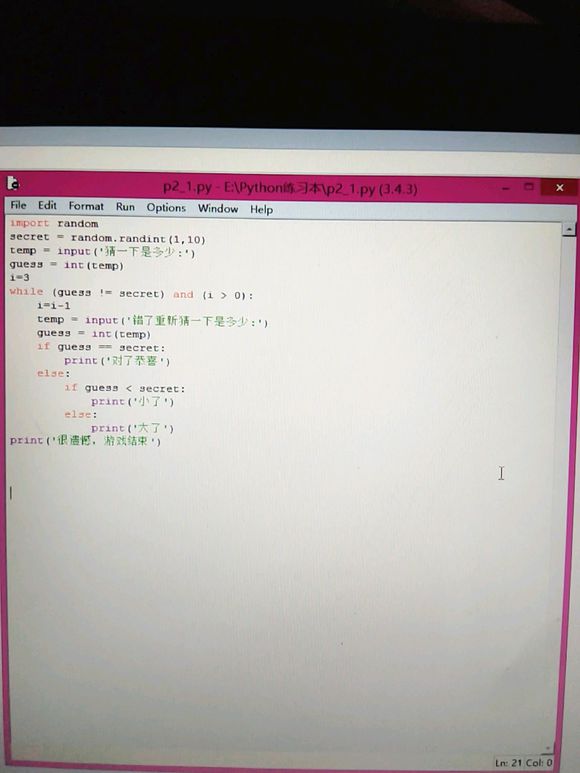 p2_1.py - E:\Python练习本\p2_1.py (3.4.3)
File Edit Format Run Options Window Help
import random
secret = random.randint(1,10)
temp = input('猜一下是多少:')
guess = int(temp)
i=3
while (guess != secret) and (i > 0):
    i=i-1
    temp = input('错了重新猜一下是多少:')
    guess = int(temp)
    if guess == secret:
        print('对了恭喜')
    else:
        if guess < secret:
            print('小了')
        else:
            print('大了')
print('很遗憾，游戏结束')
Ln: 21 Col: 0